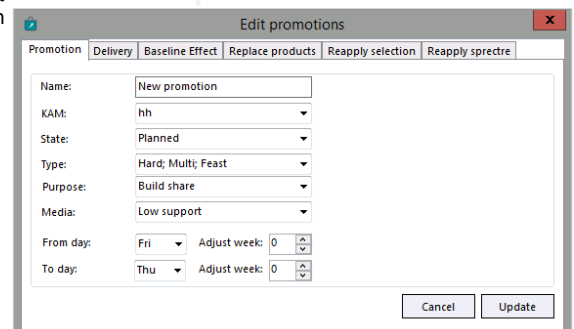 Edit promotions
x
Promotion Delivery Baseline Effect Replace products Reapply selection Reapply sprectre
Name: New promotion
KAM: hh
State: Planned
Type: Hard; Multi; Feast
Purpose: Build share
Media: Low support
From day: Fri Adjust week: 0
To day: Thu Adjust week: 0
Cancel Update